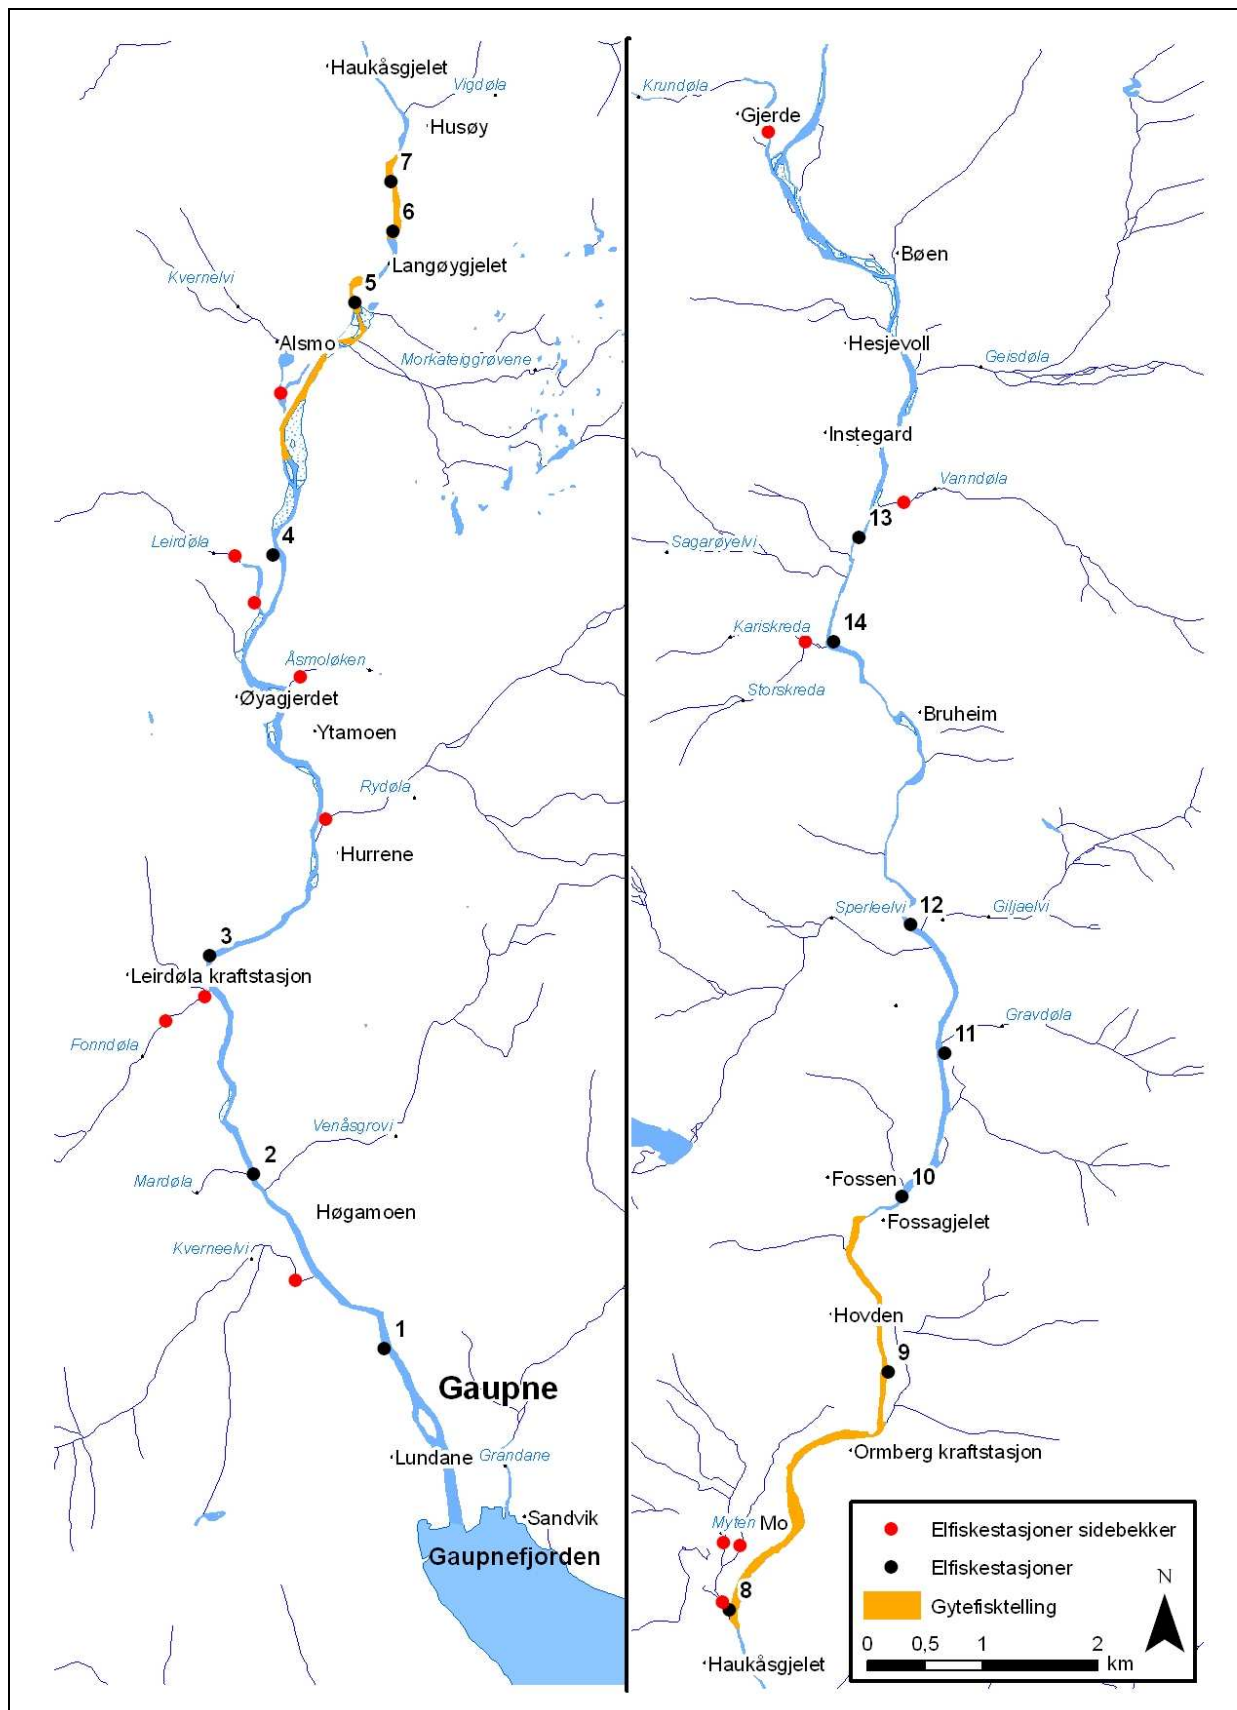 Haukåsgjelet
Vigdøla
Husøy
7
6
Langøygjelet
Kvernelvi
5
Alsmo
Morkateiggrøvene
4
Leirdøla
Åsmoløken
Øyagjerdet
Ytamoen
Rydøla
Hurrene
3
Leirdøla kraftstasjon
Fonndøla
Venåsgrovi
2
Mardøla
Høgamoen
Kverneelvi
1
Gaupne
Lundane
Grandane
Sandvik
Gaupnefjorden
Krundøla
Gjerde
Bøen
Hesjevoll
Geisdøla
Instegard
Vanndøla
13
Sagarøyelvi
Kariskreda
14
Storskreda
Bruheim
Sperleelvi
12
Giljaelvi
Gravdøla
11
Fossen
10
Fossagjelet
Hovden
9
Ormberg kraftstasjon
Myten
Mo
8
Haukåsgjelet
Elfiskestasjoner sidebekker
Elfiskestasjoner
Gytefisktelling
N
0 0,5 1 2
km